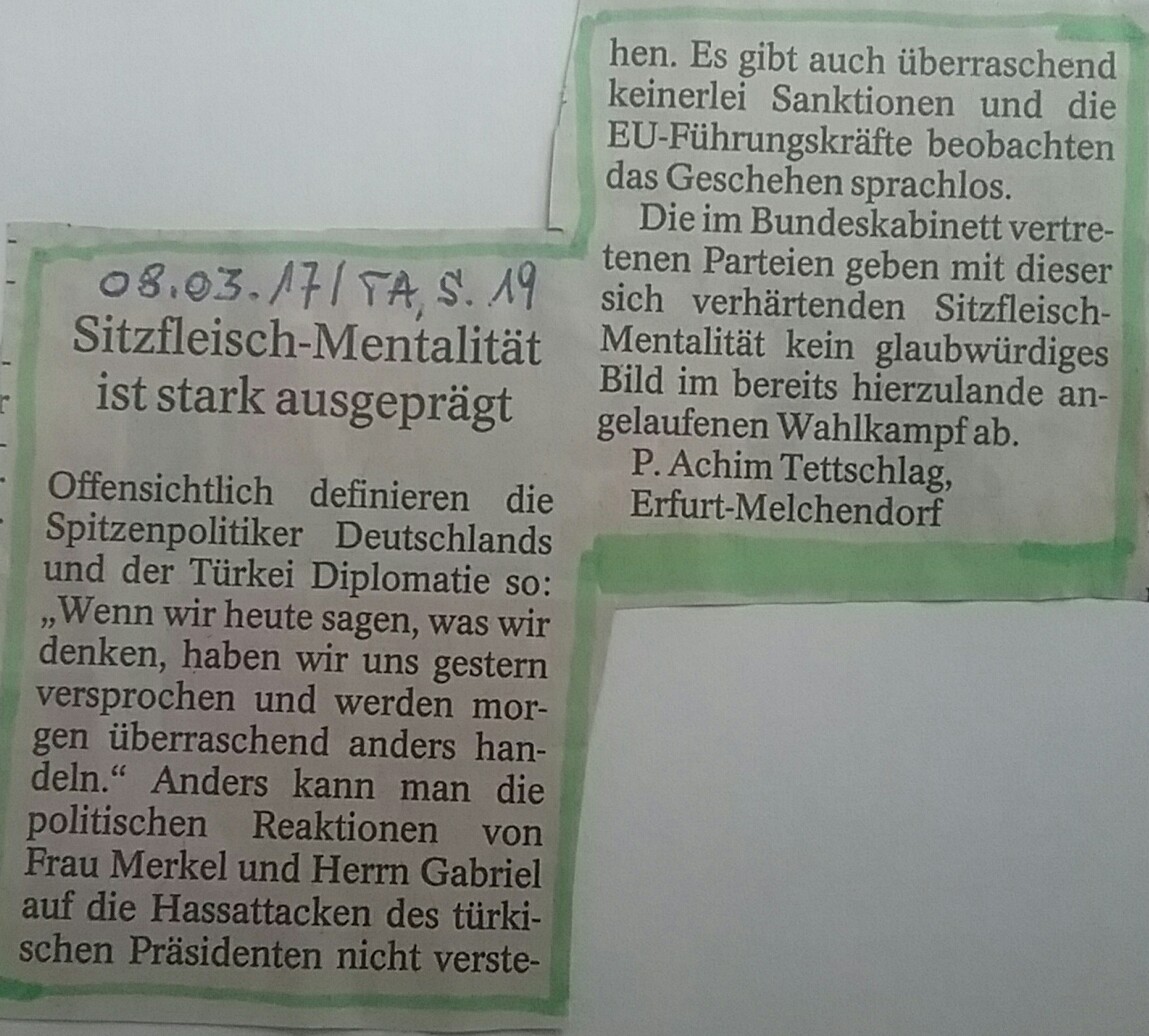 08.03.17/TA, S. 19
Sitzfleisch-Mentalität
ist stark ausgeprägt
Offensichtlich definieren die
Spitzenpolitiker Deutschlands
und der Türkei Diplomatie so:
„Wenn wir heute sagen, was wir
denken, haben wir uns gestern
versprochen und werden mor-
gen überraschend anders han-
deln.“ Anders kann man die
politischen Reaktionen von
Frau Merkel und Herrn Gabriel
auf die Hassattacken des türki-
schen Präsidenten nicht verste-
hen. Es gibt auch überraschend
keinerlei Sanktionen und die
EU-Führungskräfte beobachten
das Geschehen sprachlos.
Die im Bundeskabinett vertre-
tenen Parteien geben mit dieser
sich verhärtenden Sitzfleisch-
Mentalität kein glaubwürdiges
Bild im bereits hierzulande an-
gelaufenen Wahlkampf ab.
P. Achim Tettschlag,
Erfurt-Melchendorf